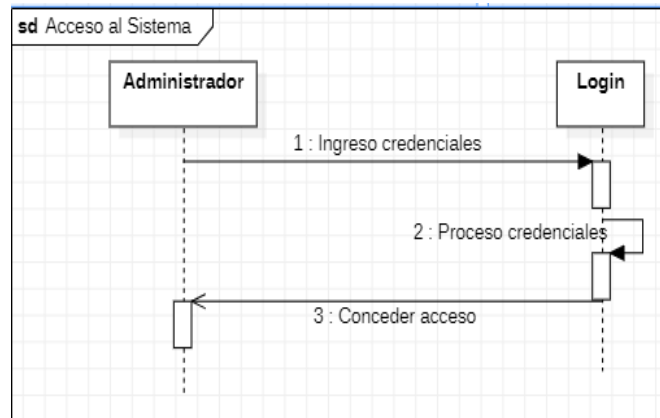 sd Acceso al Sistema
Administrador
Login
1 : Ingreso credenciales
2 : Proceso credenciales
3 : Conceder acceso